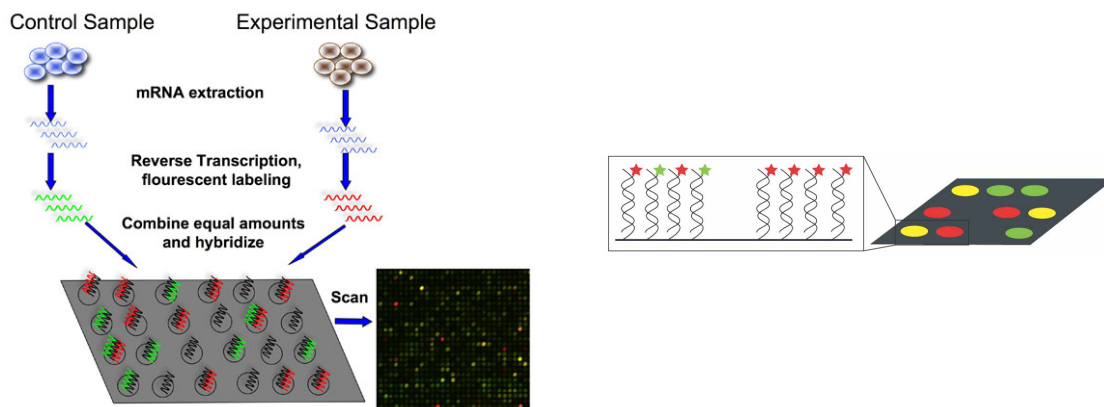 Control Sample
Experimental Sample
mRNA extraction
Reverse Transcription,
flourescent labeling
Combine equal amounts
and hybridize
Scan